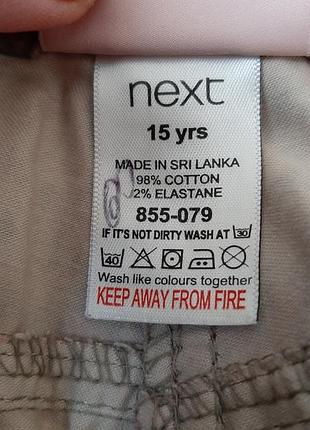 next
15 yrs
MADE IN SRI LANKA
98% COTTON
2% ELASTANE
855-079
IF IT'S NOT DIRTY WASH AT 30
40
Wash like colours together
KEEP AWAY FROM FIRE